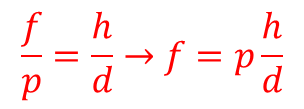 f/p = h/d → f = p h/d